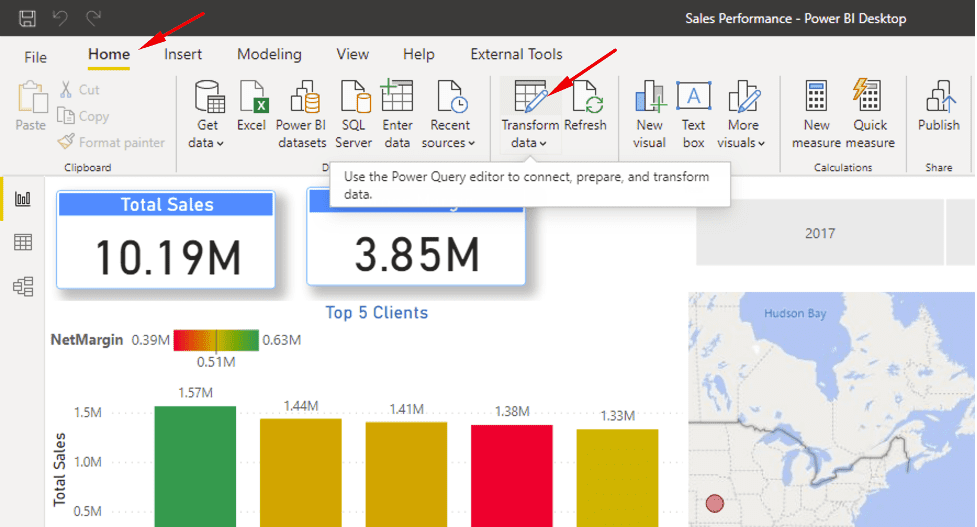 Sales Performance - Power BI Desktop
File Home Insert Modeling View Help External Tools
Paste
Cut
Copy
Format painter
Clipboard
Get data
Excel
Power BI datasets
SQL Server
Enter data
Recent sources
Transform data
Refresh
New visual
Text box
More visuals
New measure
Quick measure
Calculations
Publish
Share
Use the Power Query editor to connect, prepare, and transform
data.
Total Sales
10.19M
3.85M
2017
Top 5 Clients
NetMargin 0.39M 0.63M
0.51M
Hudson Bay
1.57M
1.44M
1.41M
1.38M
1.33M
1.5M
1.0M
0.5M
Total Sales